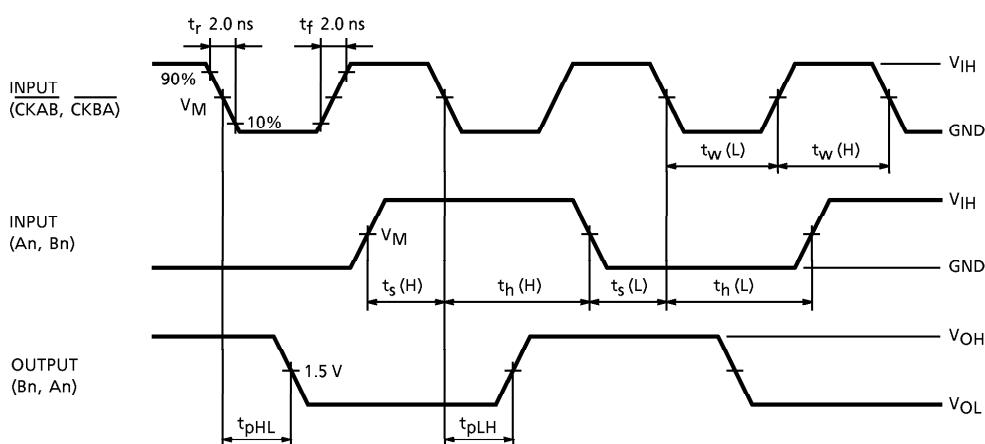 tr 2.0 ns
tf 2.0 ns
INPUT
(CKAB, CKBA)
90%
VM
10%
VIH
GND
tw (L)
tw (H)
INPUT
(An, Bn)
VM
VIH
GND
ts (H)
th (H)
ts (L)
th (L)
OUTPUT
(Bn, An)
1.5 V
VOH
VOL
tpHL
tpLH